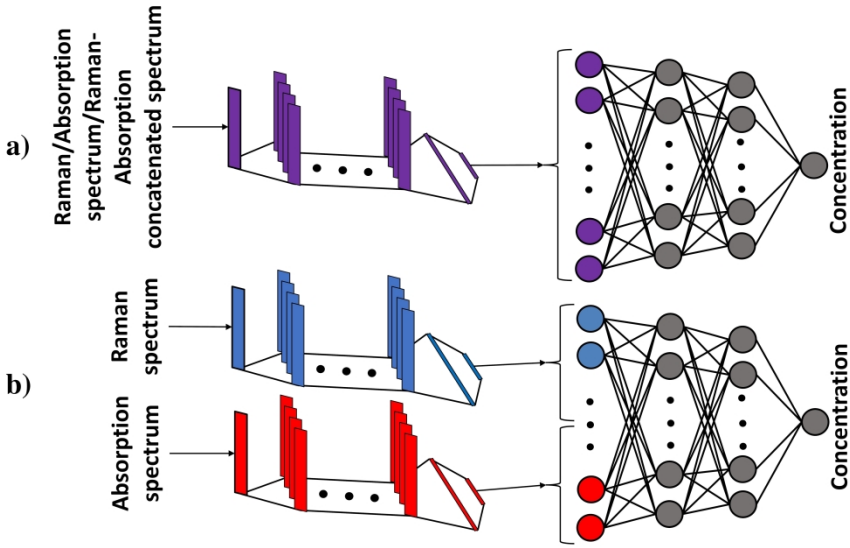 a)
Raman/Absorption
spectrum/Raman-
Absorption
concatenated spectrum
Concentration
b)
Raman
spectrum
Absorption
spectrum
Concentration